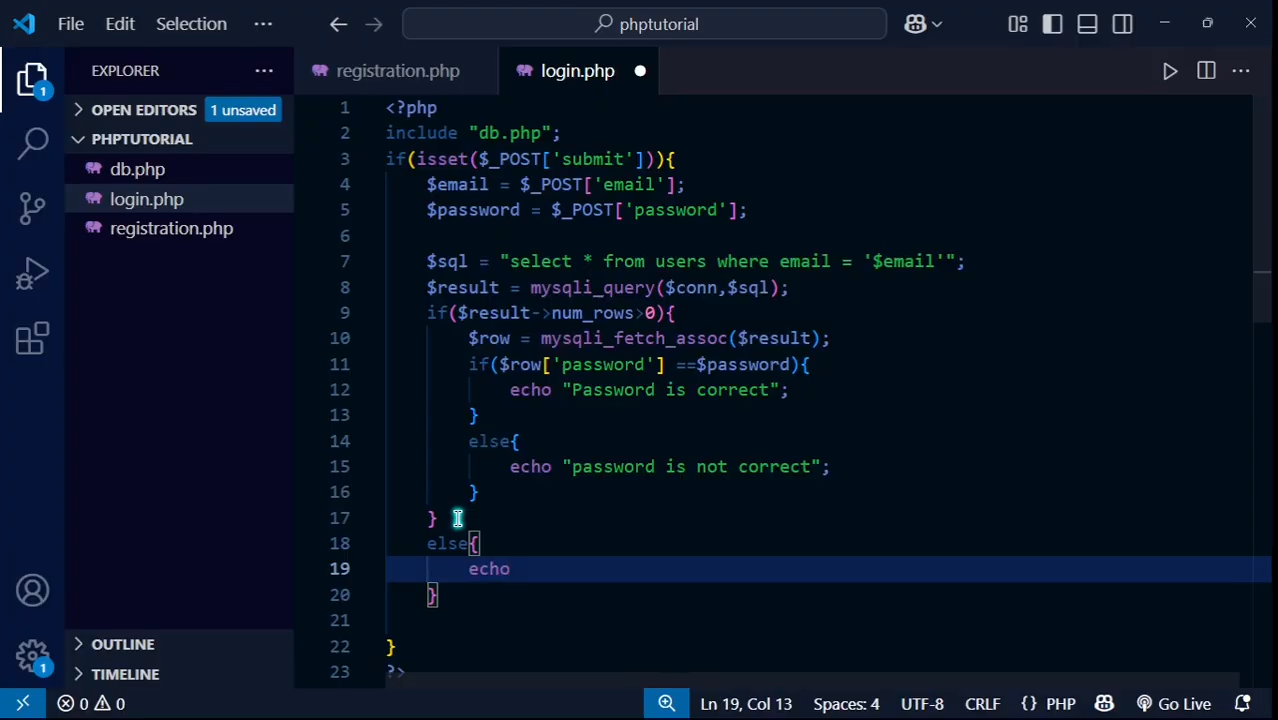 File Edit Selection ··· phptutorial
EXPLORER ···
registration.php login.php
OPEN EDITORS 1 unsaved
PHPTUTORIAL
db.php
login.php
registration.php
1 <?php
2 include "db.php";
3 if(isset($_POST['submit'])){
4 $email = $_POST['email'];
5 $password = $_POST['password'];
6
7 $sql = "select * from users where email = '$email'";
8 $result = mysqli_query($conn,$sql);
9 if($result->num_rows>0){
10 $row = mysqli_fetch_assoc($result);
11 if($row['password'] ==$password){
12 echo "Password is correct";
13 }
14 else{
15 echo "password is not correct";
16 }
17 }
18 else{
19 echo
20 }
21
22 }
23 ?>
1
1
OUTLINE
TIMELINE
0 0 Ln 19, Col 13 Spaces: 4 UTF-8 CRLF {} PHP Go Live